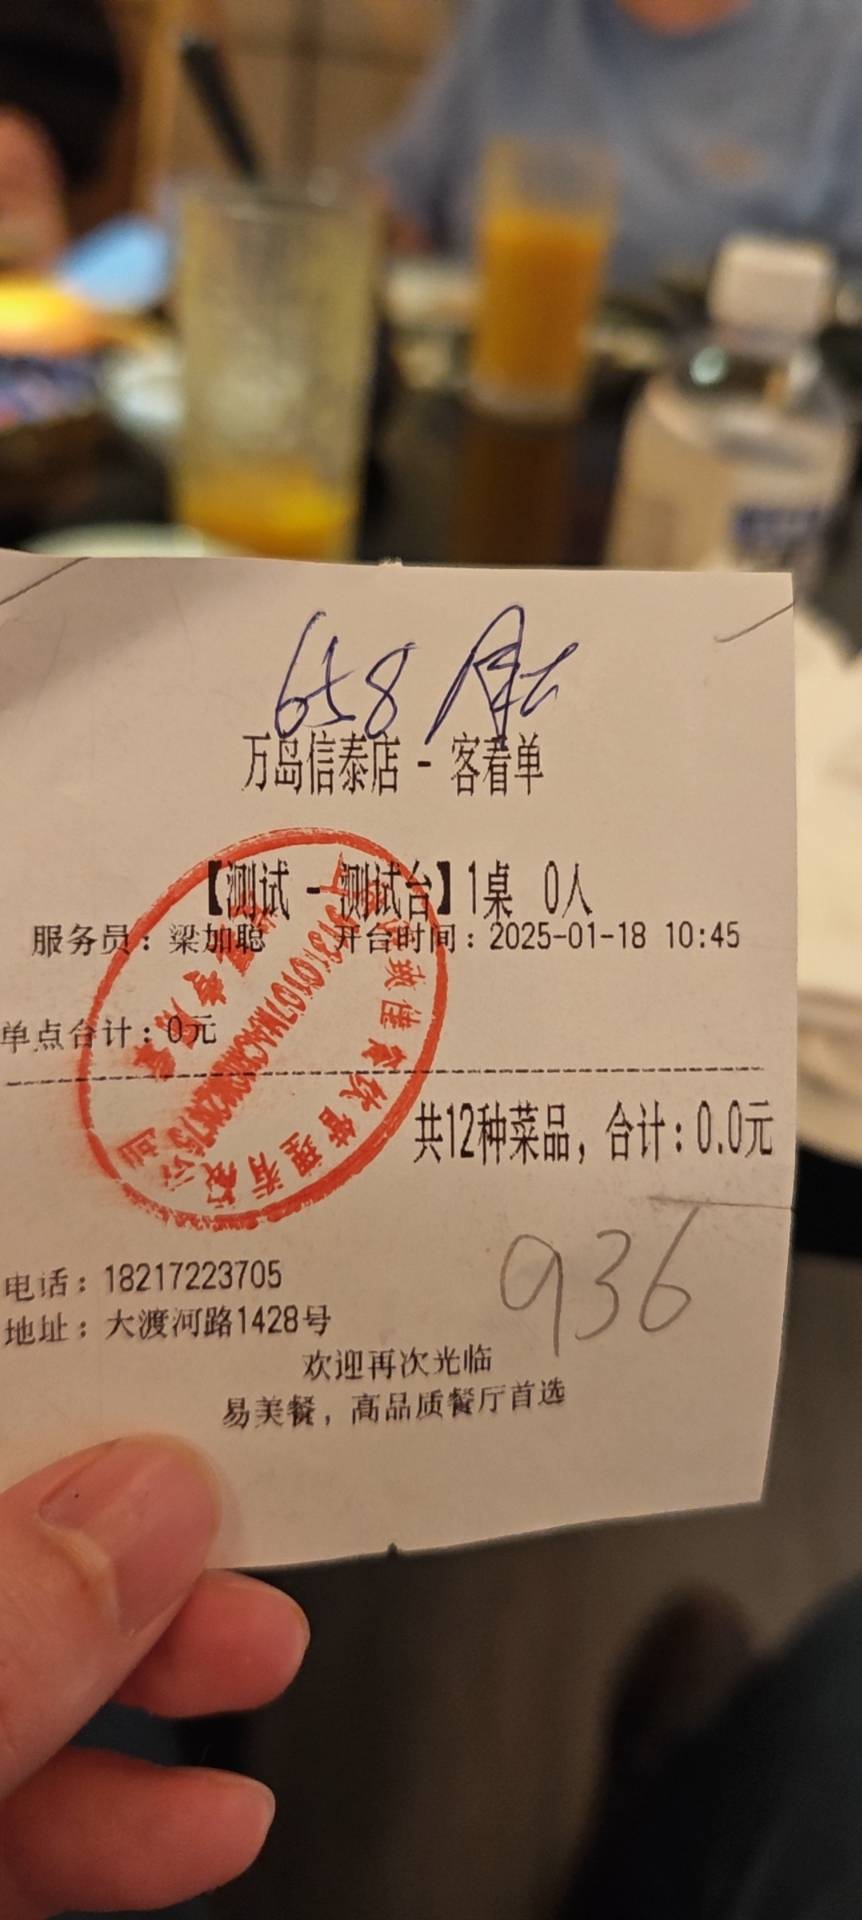 658
万岛信泰店 - 客看单
【测试 - 测试台】1桌 0人
服务员：梁加聪 开台时间：2025-01-18 10:45
单点合计：0元
共12种菜品，合计：0.0元
936
电话：18217223705
地址：大渡河路1428号
欢迎再次光临
易美餐，高品质餐厅首选